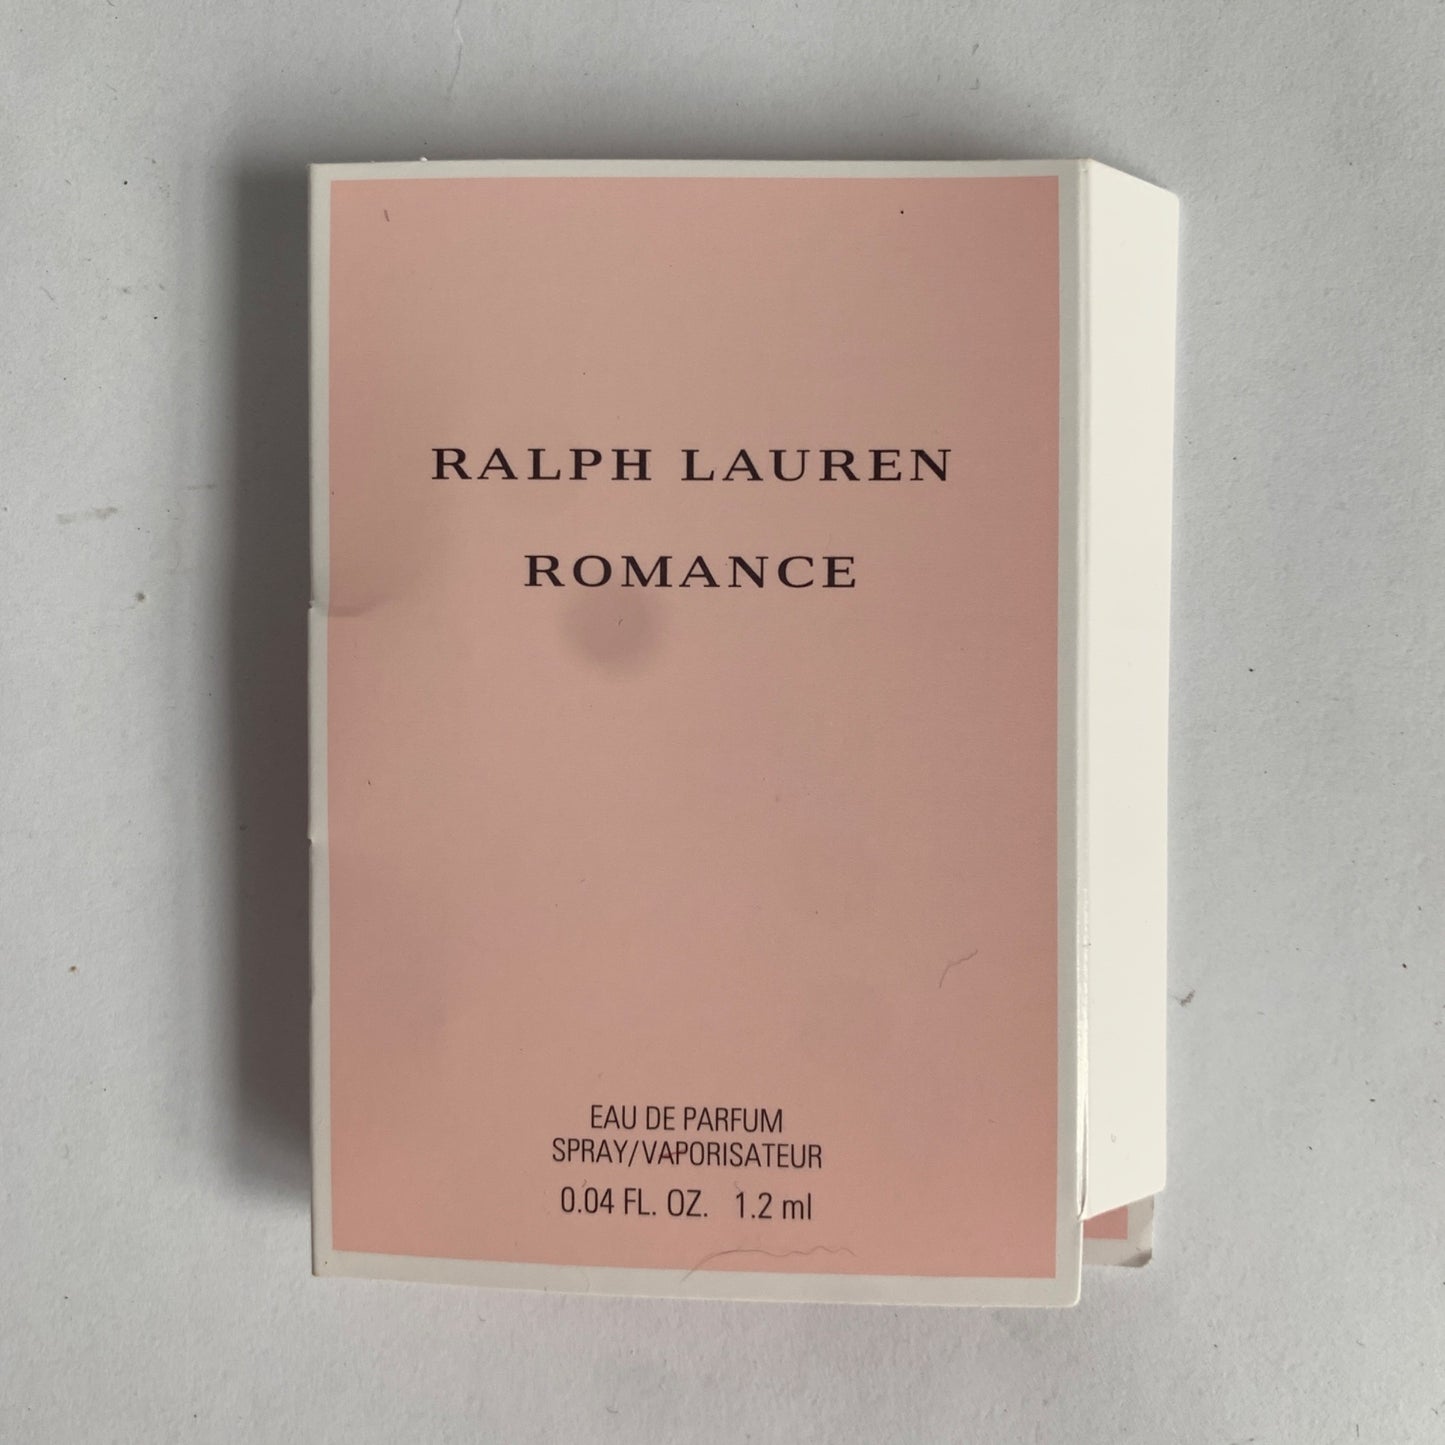 RALPH LAUREN
ROMANCE
EAU DE PARFUM
SPRAY/VAPORISATEUR
0.04 FL. OZ. 1.2 ml